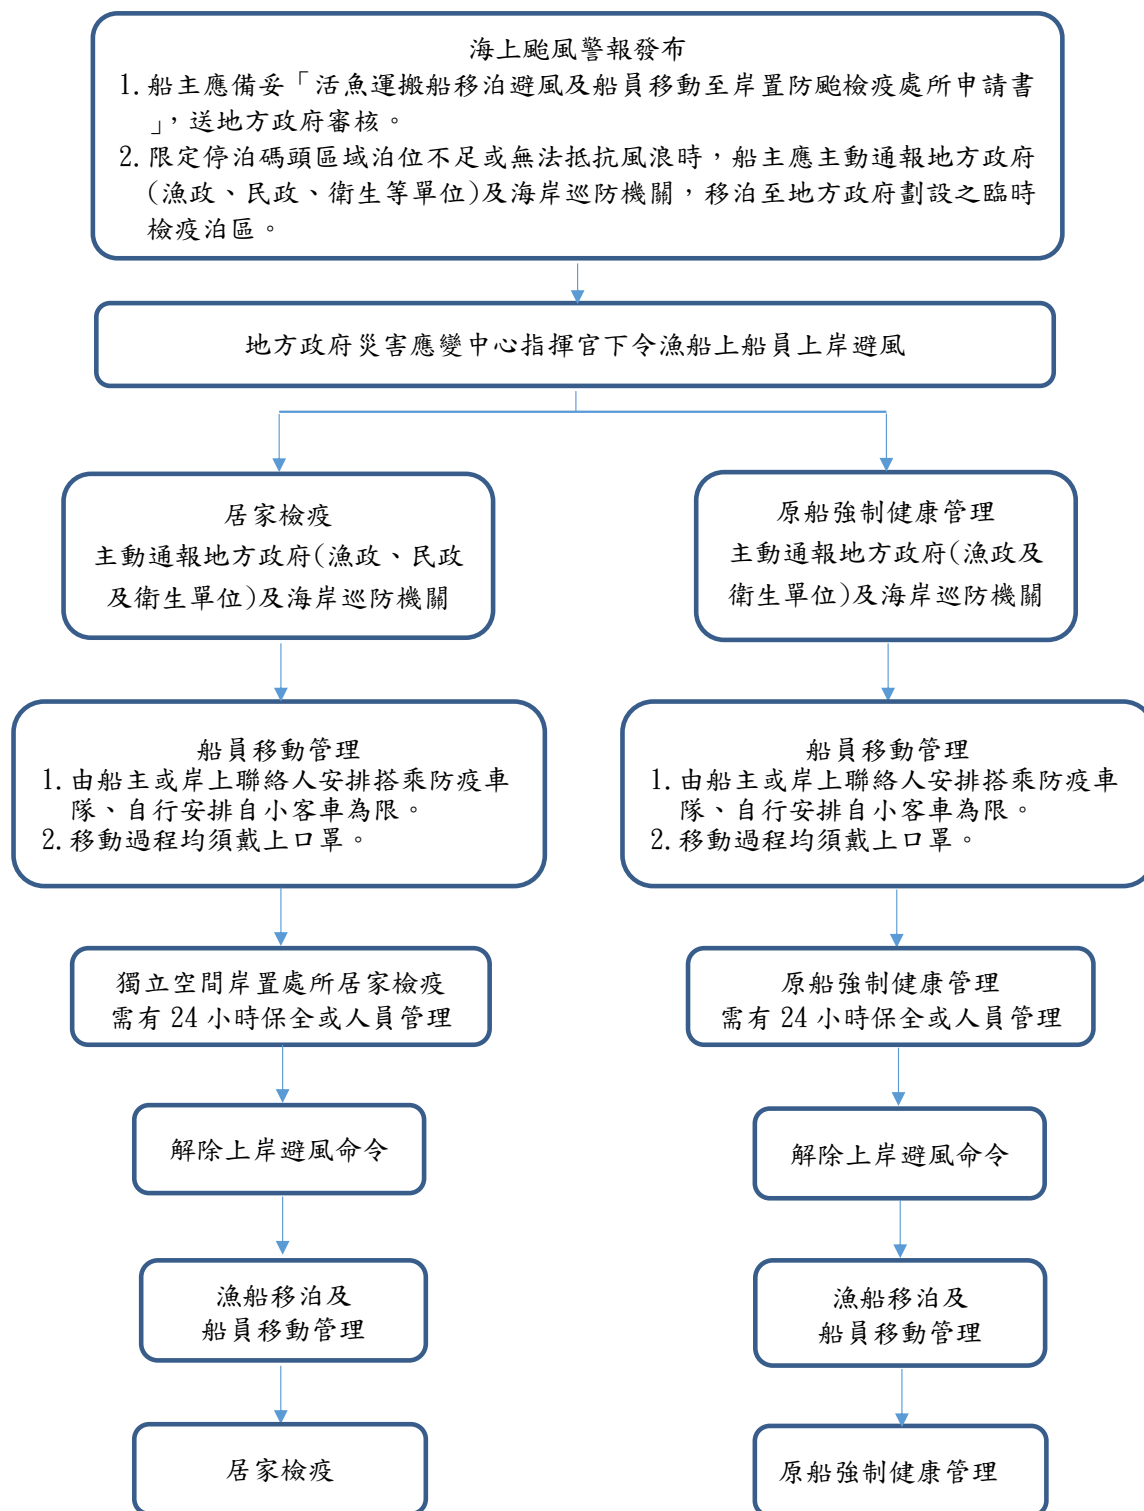 海上颱風警報發布
1. 船主應備妥「活魚運搬船移泊避風及船員移動至岸置防颱檢疫處所申請書
」，送地方政府審核。
2. 限定停泊碼頭區域泊位不足或無法抵抗風浪時，船主應主動通報地方政府
(漁政、民政、衛生等單位)及海岸巡防機關，移泊至地方政府劃設之臨時
檢疫泊區。
地方政府災害應變中心指揮官下令漁船上船員上岸避風
居家檢疫
主動通報地方政府(漁政、民政
及衛生單位)及海岸巡防機關
原船強制健康管理
主動通報地方政府(漁政及
衛生單位)及海岸巡防機關
船員移動管理
1. 由船主或岸上聯絡人安排搭乘防疫車
隊、自行安排自小客車為限。
2. 移動過程均須戴上口罩。
船員移動管理
1. 由船主或岸上聯絡人安排搭乘防疫車
隊、自行安排自小客車為限。
2. 移動過程均須戴上口罩。
獨立空間岸置處所居家檢疫
需有 24 小時保全或人員管理
原船強制健康管理
需有 24 小時保全或人員管理
解除上岸避風命令
解除上岸避風命令
漁船移泊及
船員移動管理
漁船移泊及
船員移動管理
居家檢疫
原船強制健康管理